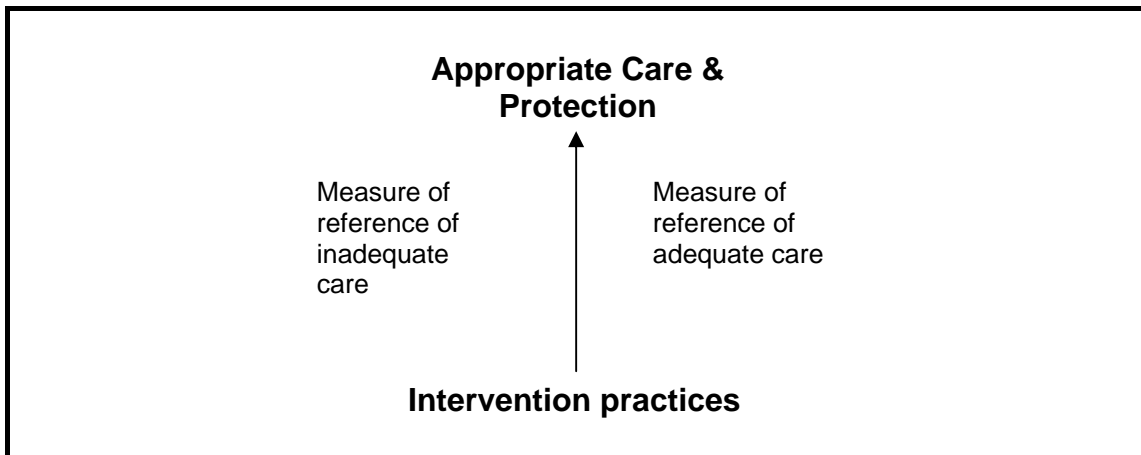 Appropriate Care &
Protection
Measure of
reference of
inadequate
care
Measure of
reference of
adequate care
Intervention practices